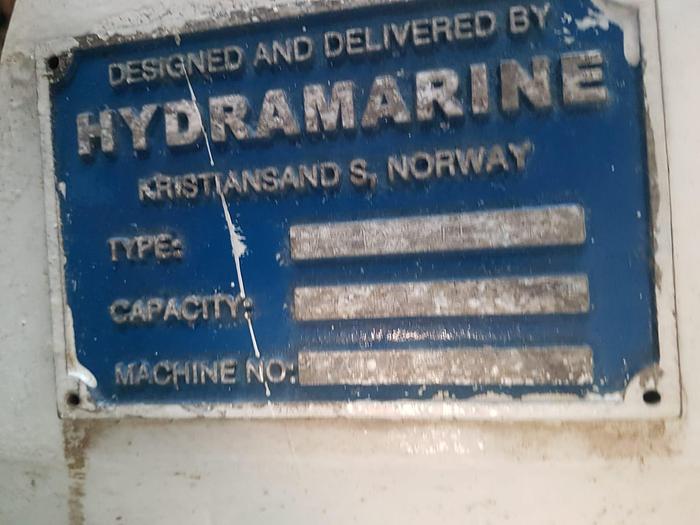 DESIGNED AND DELIVERED BY
HYDRAMARINE
KRISTIANSAND S, NORWAY
TYPE:
CAPACITY:
MACHINE NO: